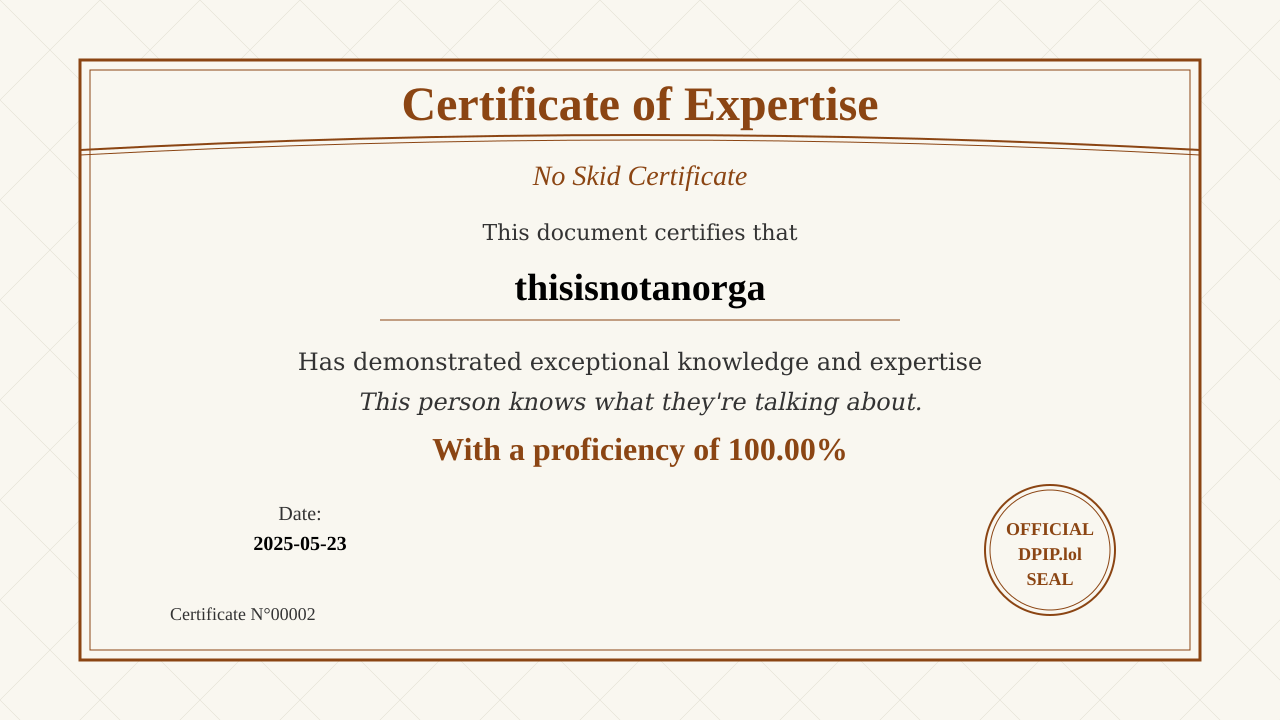 Certificate of Expertise
No Skid Certificate
This document certifies that
thisisnotanorga
Has demonstrated exceptional knowledge and expertise
This person knows what they're talking about.
With a proficiency of 100.00%
Date:
2025-05-23
OFFICIAL
DPIP.lol
SEAL
Certificate N°00002